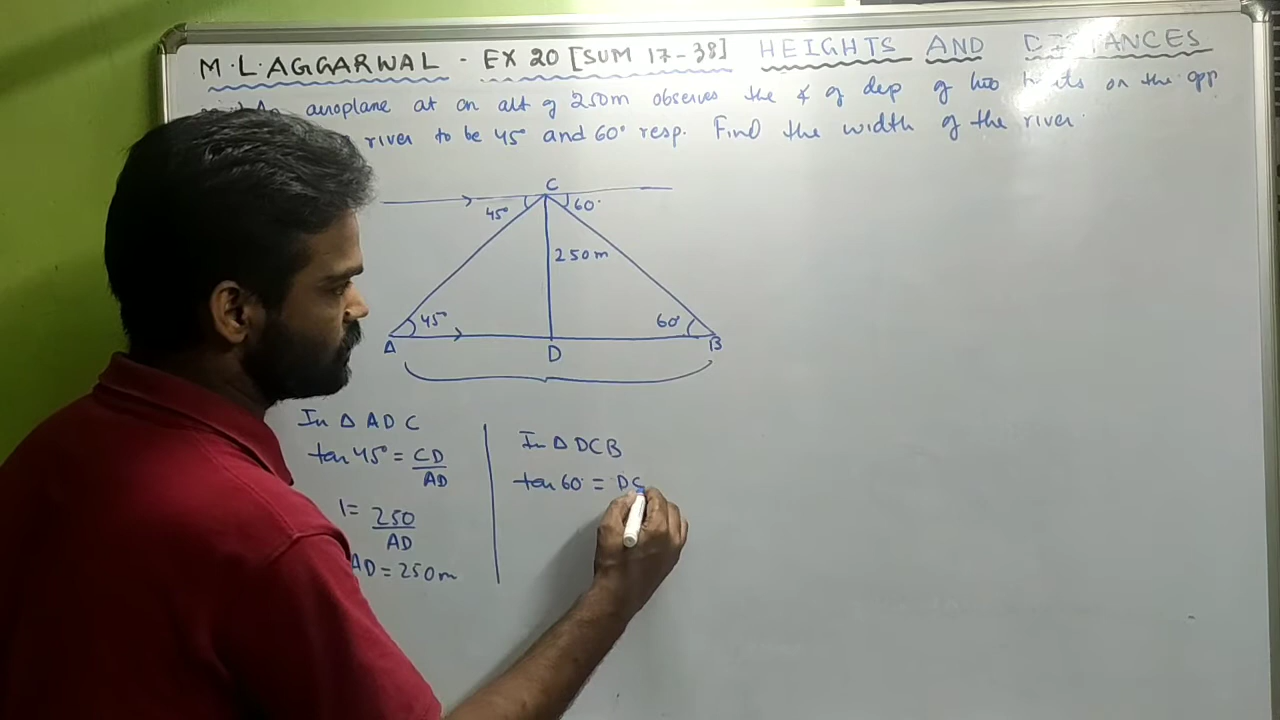 M.L.AGGARWAL - EX 20 [SUM 17-38] HEIGHTS AND DISTANCES
An aeroplane at an alt of 250m observes the ∡ of dep of two on the opp
river to be 45° and 60° resp. Find the width of the river.
C
45° 60°
250m
45° 60°
A D B
In Δ ADC
tan 45° = CD/AD
1 = 250/AD
AD = 250m
In Δ DCB
tan 60° = DC